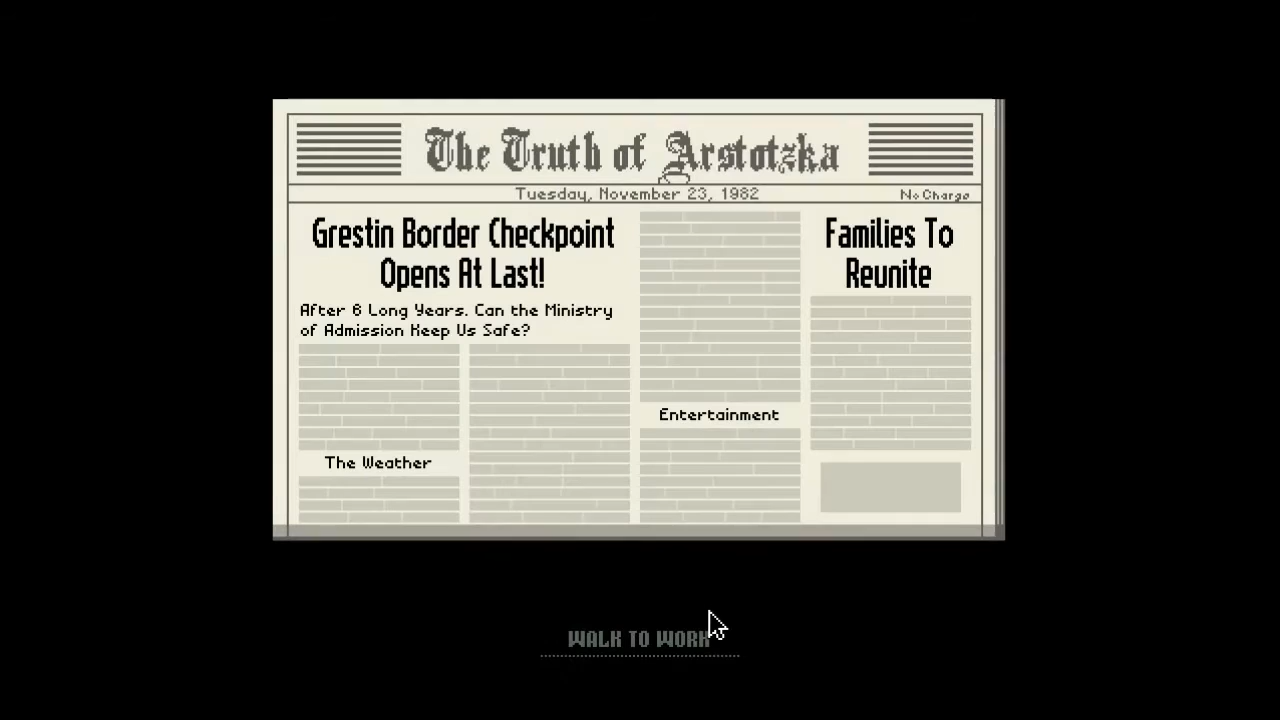 The Truth of Arstotzka
Tuesday, November 23, 1982
No Charge
Grestin Border Checkpoint
Opens At Last!
After 6 Long Years. Can the Ministry
of Admission Keep Us Safe?
The Weather
Entertainment
Families To
Reunite
WALK TO WORK